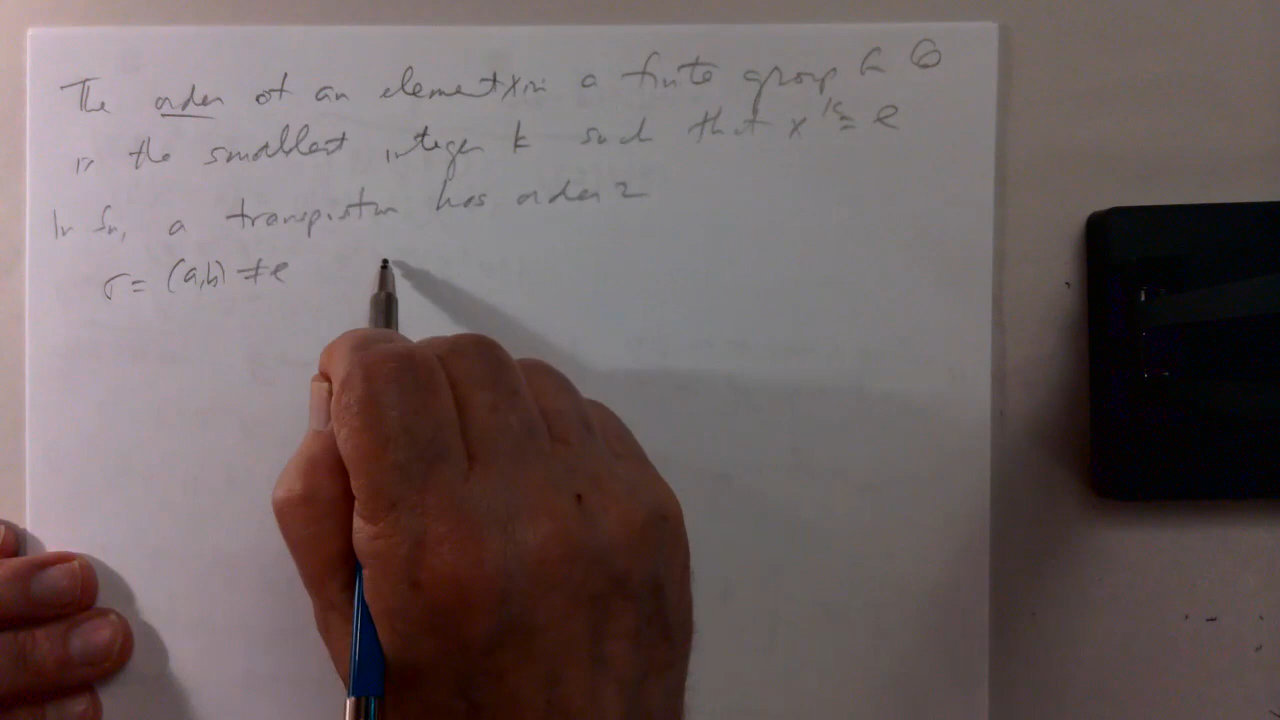 The order of an element x in a finite group G
is the smallest integer k such that x^k = e
In Sn, a transposition has order 2
σ = (a,b) ≠ e